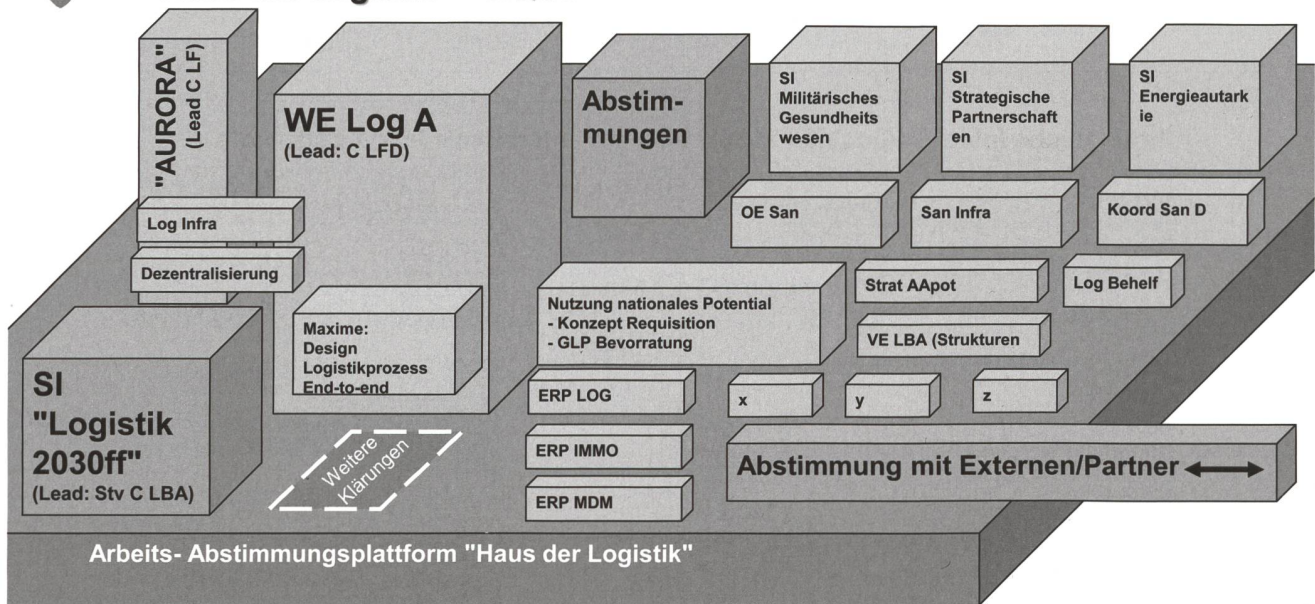 "AURORA"
(Lead C LF)
WE Log A
(Lead: C LFD)
Abstim-
mungen
SI
Militärisches
Gesundheits
wesen
SI
Strategische
Partnerschaft
en
SI
Energieautark
ie
Log Infra
Dezentralisierung
OE San
San Infra
Koord San D
Strat AApot
Log Behelf
Nutzung nationales Potential
- Konzept Requisition
- GLP Bevorratung
VE LBA (Strukturen
Maxime:
Design
Logistikprozess
End-to-end
SI
"Logistik
2030ff"
(Lead: Stv C LBA)
Weitere
Klärungen
ERP LOG
ERP IMMO
ERP MDM
x
y
z
Abstimmung mit Externen/Partner
Arbeits- Abstimmungsplattform "Haus der Logistik"